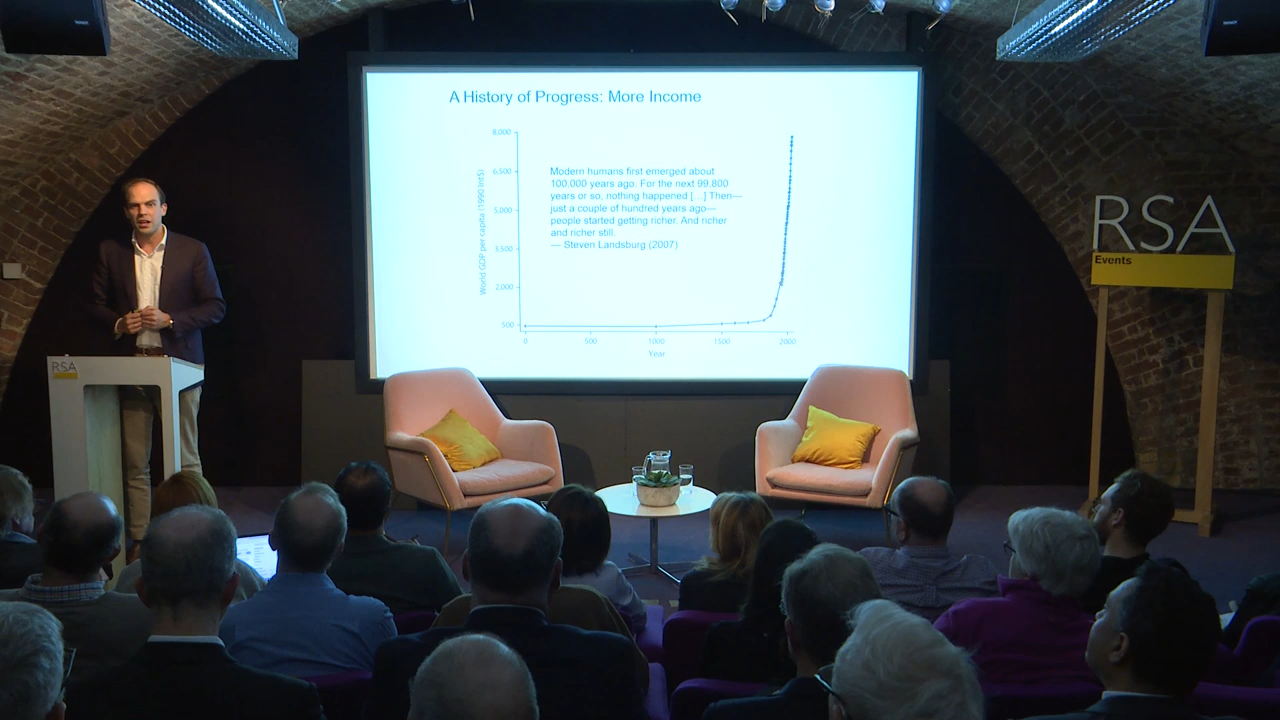 A History of Progress: More Income
8,000
6,500
5,000
3,500
2,000
500
World GDP per capita (1990 Int$)
Modern humans first emerged about
100,000 years ago. For the next 99,800
years or so, nothing happened […] Then—
just a couple of hundred years ago—
people started getting richer. And richer
and richer still.
— Steven Landsburg (2007)
0
500
1000
1500
2000
Year
RSA
Events
RSA